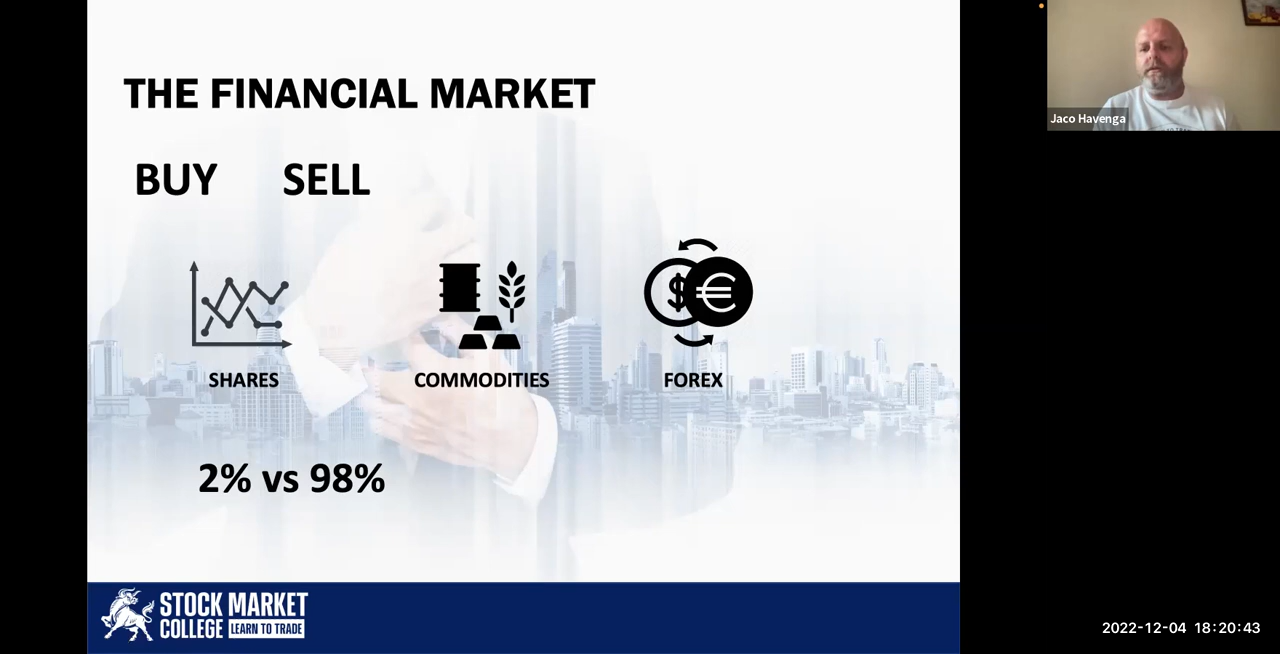 THE FINANCIAL MARKET
BUY SELL
SHARES COMMODITIES FOREX
2% vs 98%
STOCK MARKET
COLLEGE LEARN TO TRADE
Jaco Havenga
2022-12-04 18:20:43